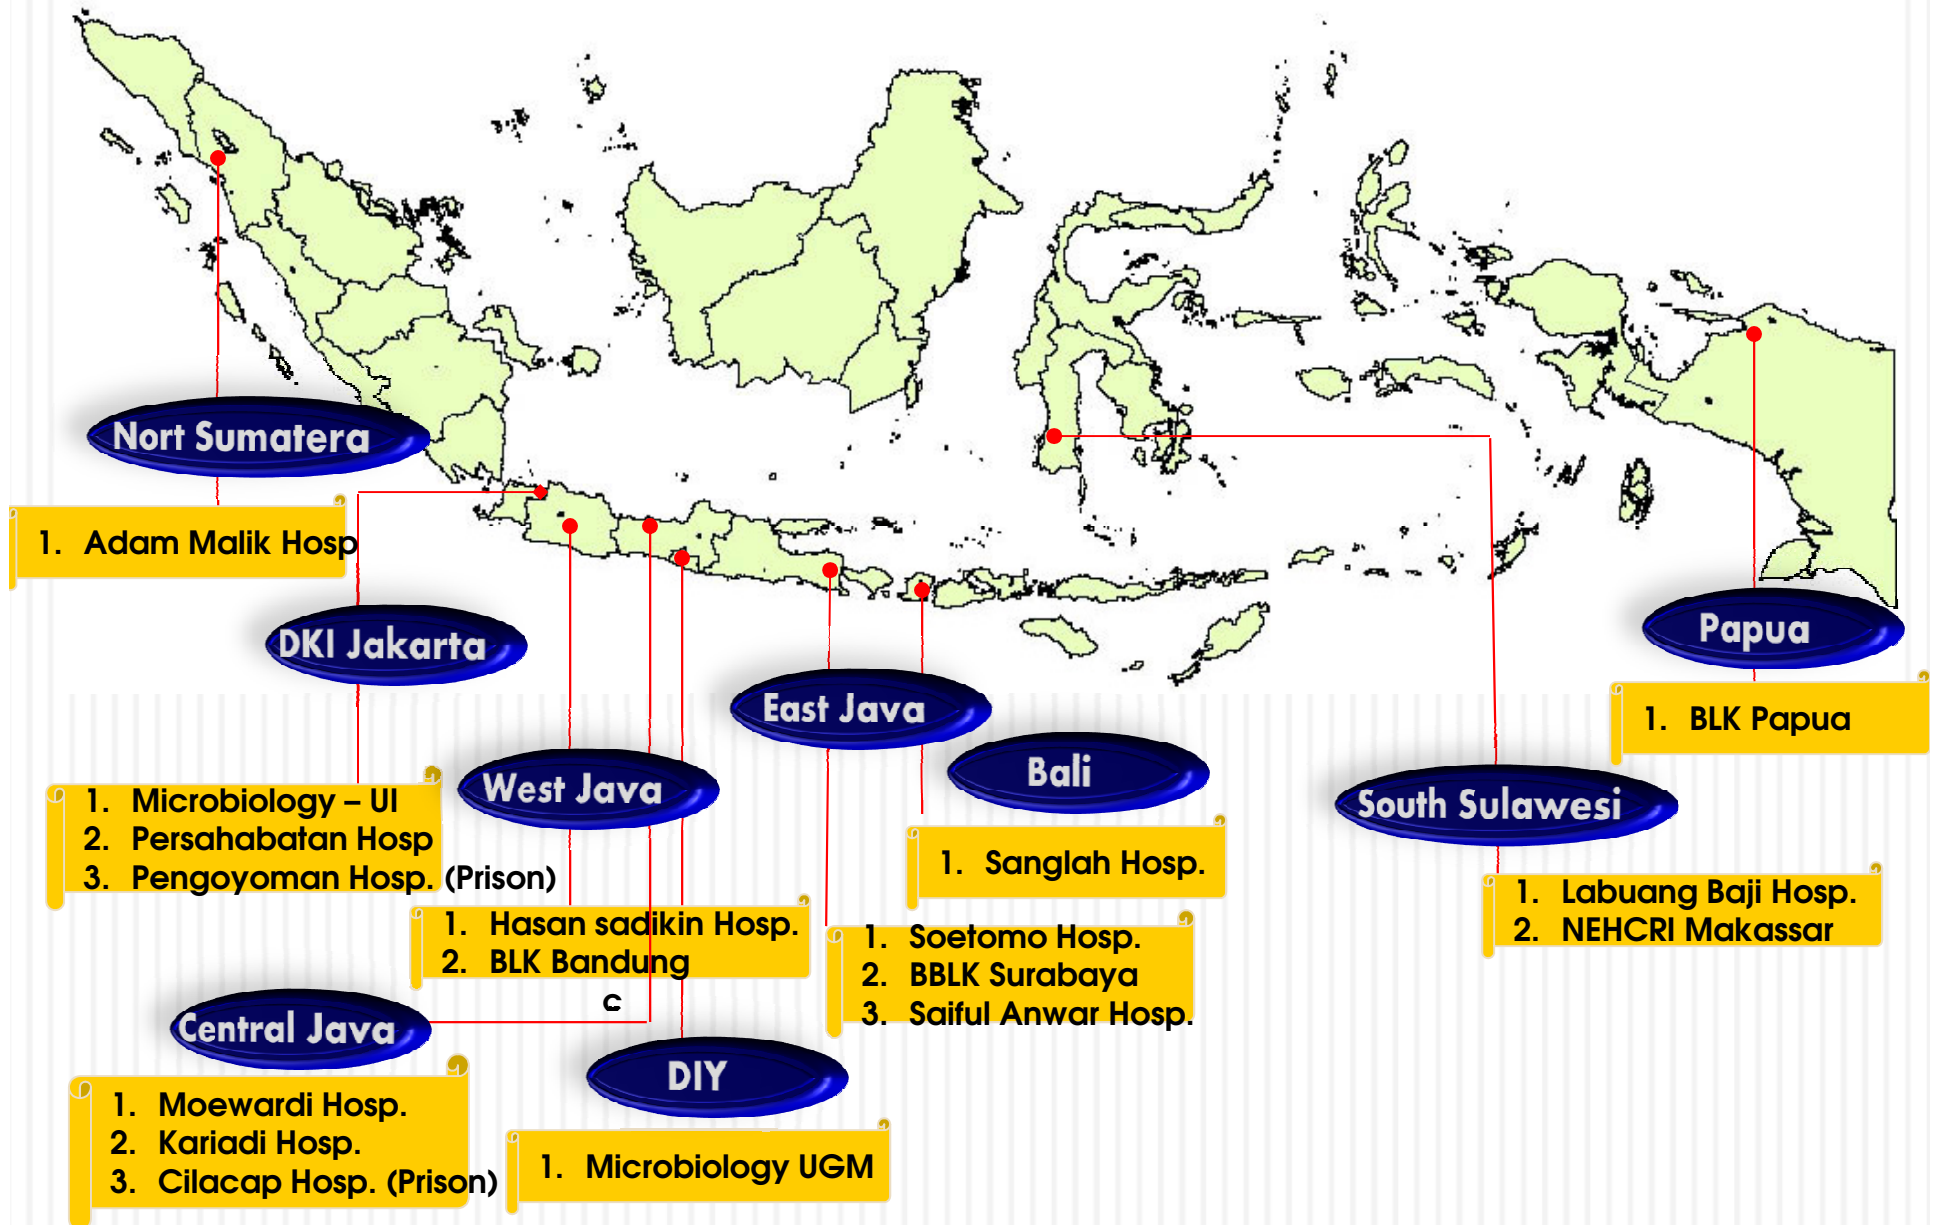 Nort Sumatera
1. Adam Malik Hosp
DKI Jakarta
1. Microbiology – UI
2. Persahabatan Hosp
3. Pengoyoman Hosp. (Prison)
West Java
1. Hasan sadikin Hosp.
2. BLK Bandung
c
Central Java
1. Moewardi Hosp.
2. Kariadi Hosp.
3. Cilacap Hosp. (Prison)
DIY
1. Microbiology UGM
East Java
1. Soetomo Hosp.
2. BBLK Surabaya
3. Saiful Anwar Hosp.
Bali
1. Sanglah Hosp.
South Sulawesi
1. Labuang Baji Hosp.
2. NEHCRI Makassar
Papua
1. BLK Papua